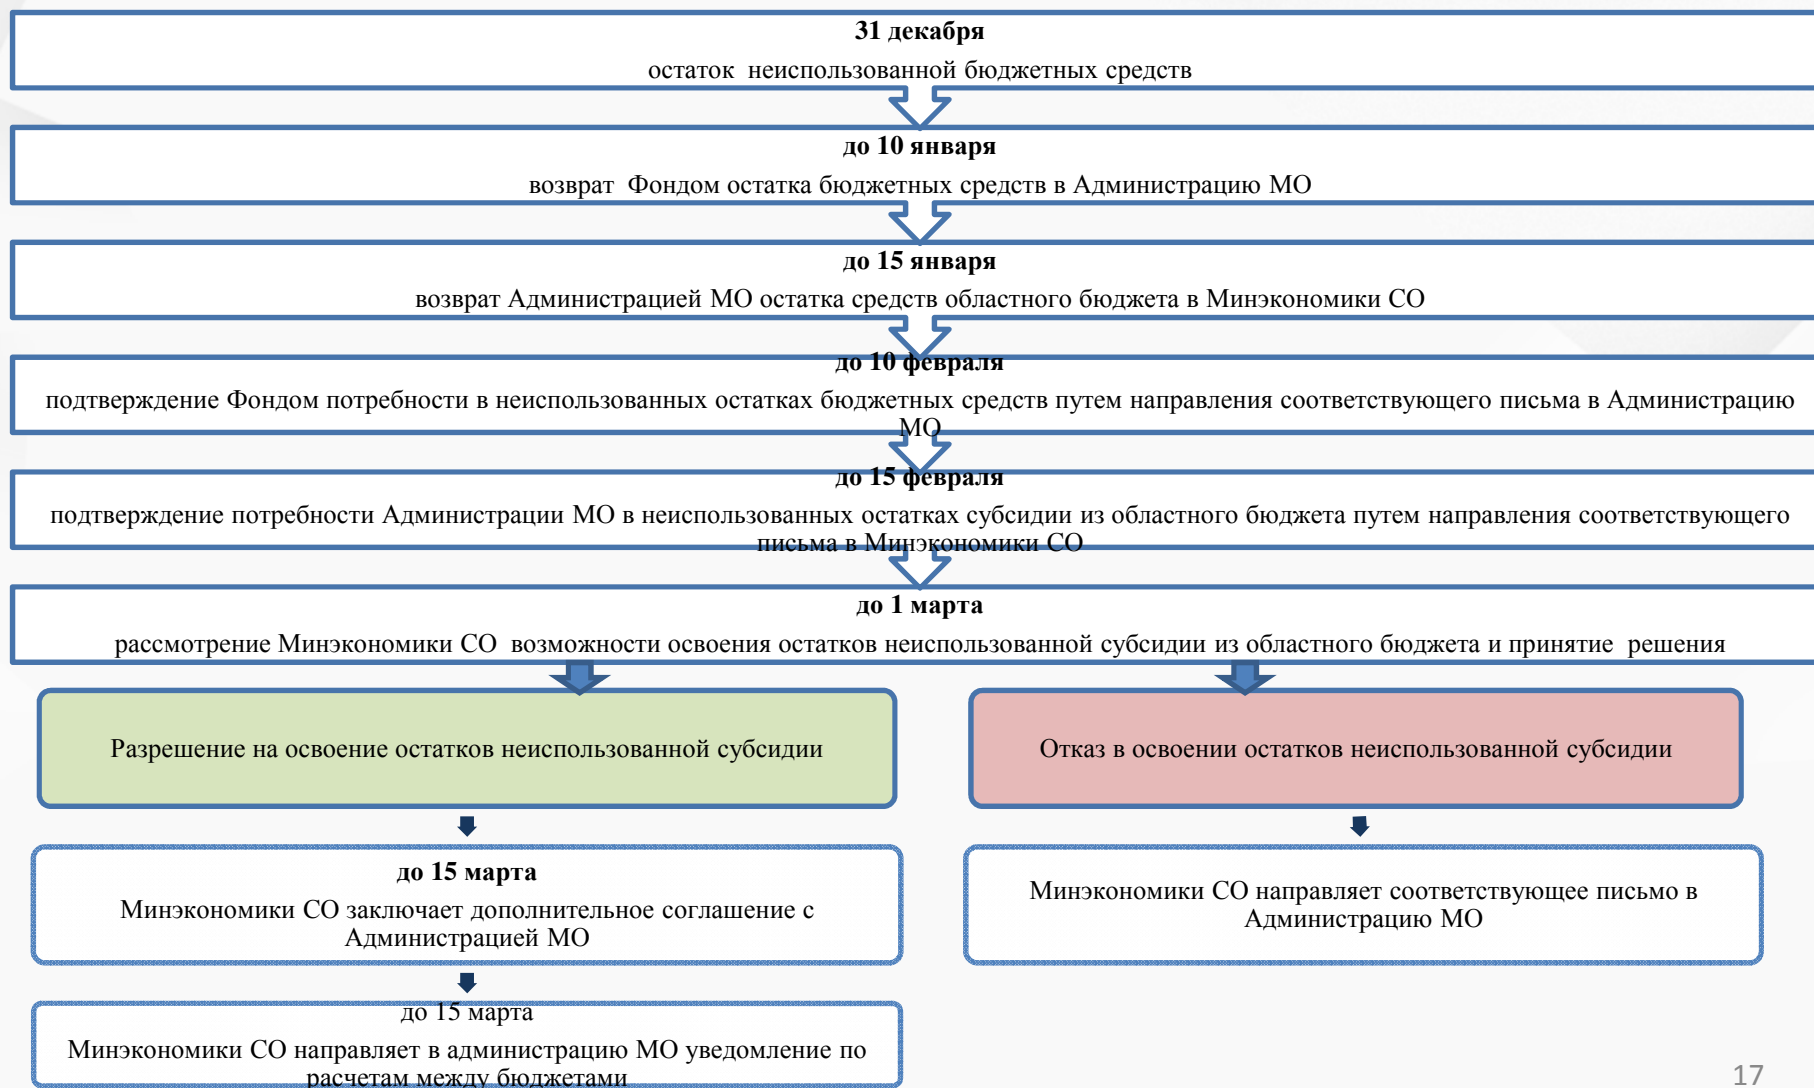 31 декабря
остаток неиспользованной бюджетных средств
до 10 января
возврат Фондом остатка бюджетных средств в Администрацию МО
до 15 января
возврат Администрацией МО остатка средств областного бюджета в Минэкономики СО
до 10 февраля
подтверждение Фондом потребности в неиспользованных остатках бюджетных средств путем направления соответствующего письма в Администрацию
МО
до 15 февраля
подтверждение потребности Администрации МО в неиспользованных остатках субсидии из областного бюджета путем направления соответствующего
письма в Минэкономики СО
до 1 марта
рассмотрение Минэкономики СО возможности освоения остатков неиспользованной субсидии из областного бюджета и принятие решения
Разрешение на освоение остатков неиспользованной субсидии
Отказ в освоении остатков неиспользованной субсидии
до 15 марта
Минэкономики СО заключает дополнительное соглашение с
Администрацией МО
Минэкономики СО направляет соответствующее письмо в
Администрацию МО
до 15 марта
Минэкономики СО направляет в администрацию МО уведомление по
расчетам между бюджетами
17